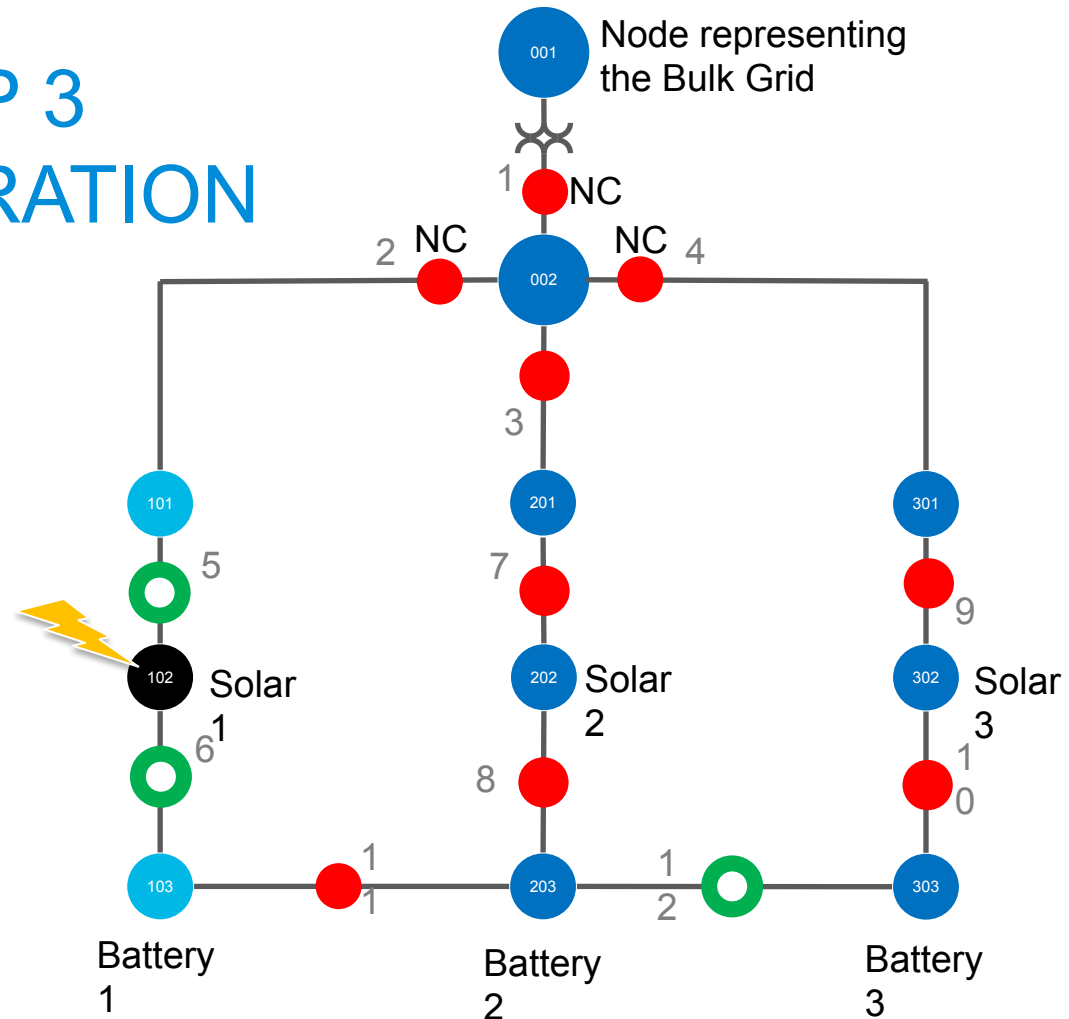 P 3
RATION
001
Node representing
the Bulk Grid
1
NC
2
NC
NC
4
002
3
101
201
301
5
7
9
102
Solar
1
202
Solar
2
302
Solar
3
6
8
1
0
103
1
1
203
1
2
303
Battery
1
Battery
2
Battery
3